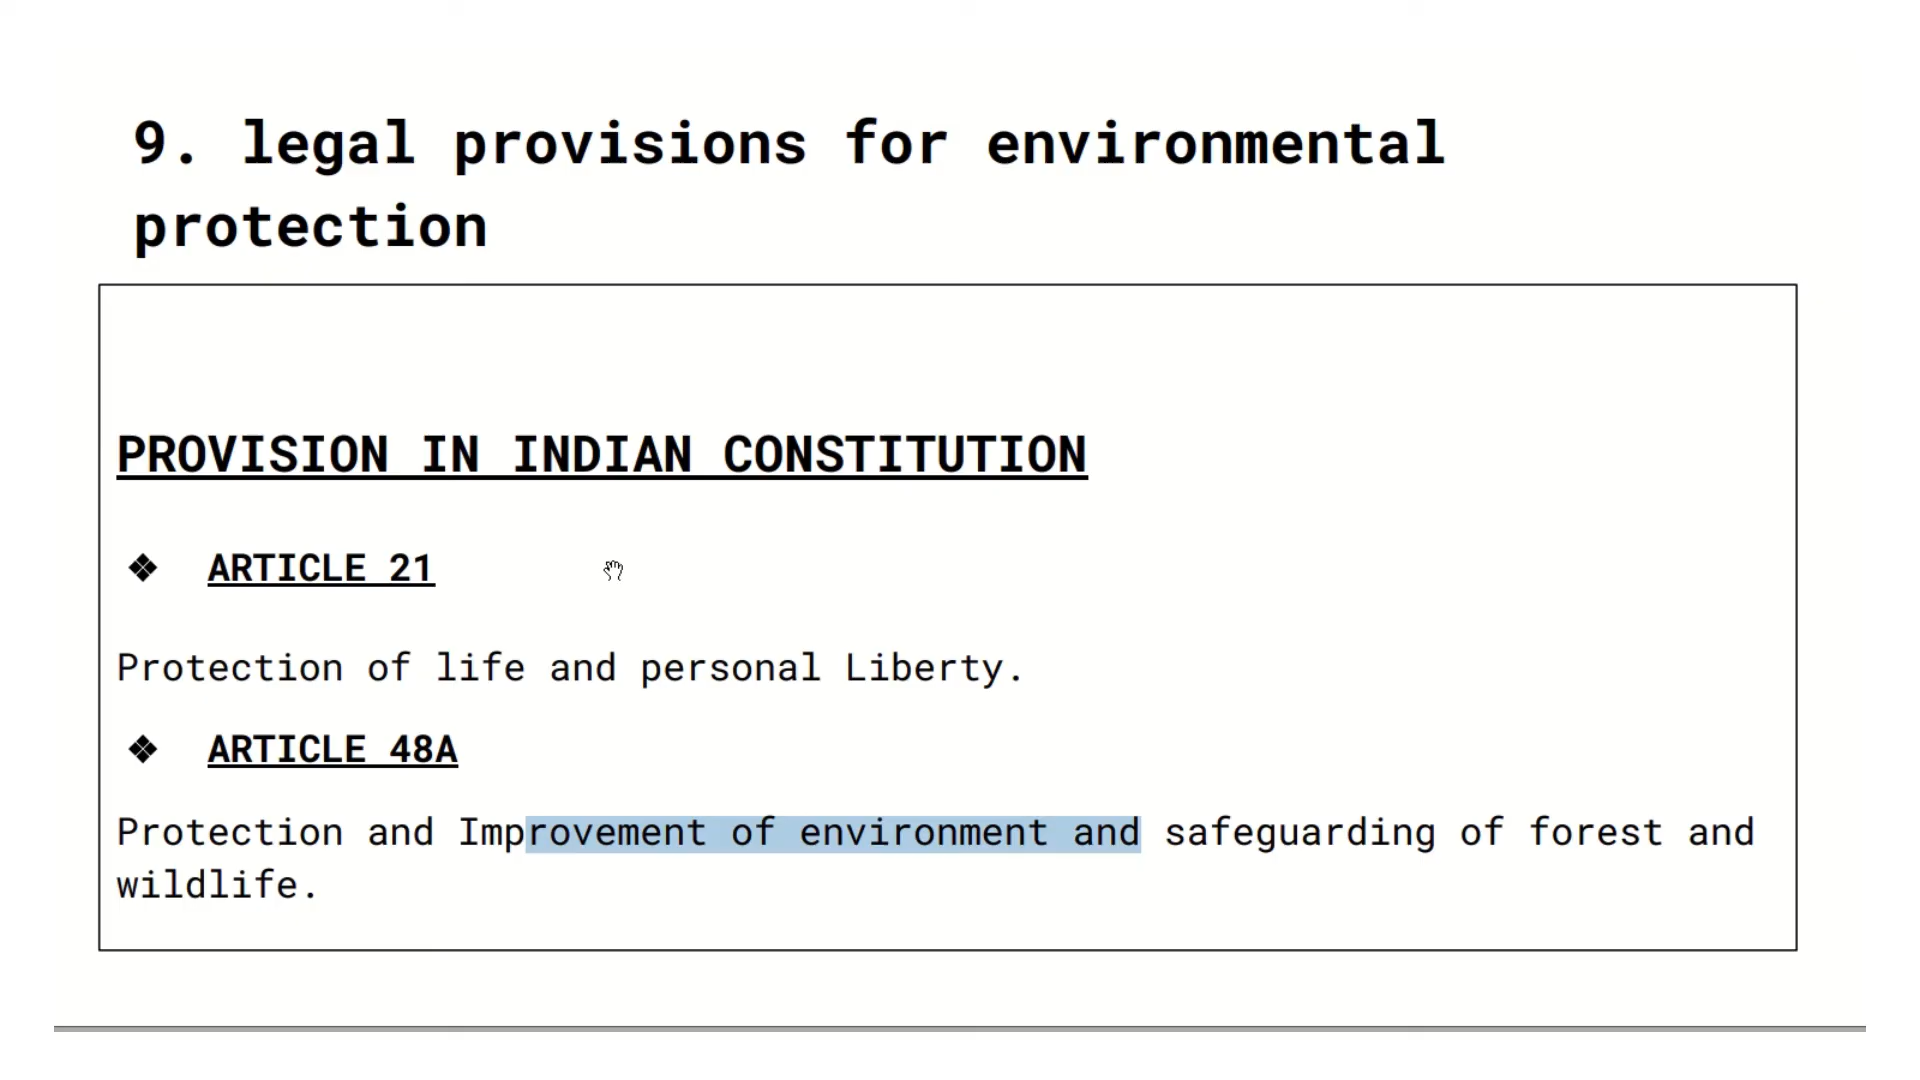 9. legal provisions for environmental
protection
PROVISION IN INDIAN CONSTITUTION
❖ ARTICLE 21
Protection of life and personal Liberty.
❖ ARTICLE 48A
Protection and Improvement of environment and safeguarding of forest and
wildlife.